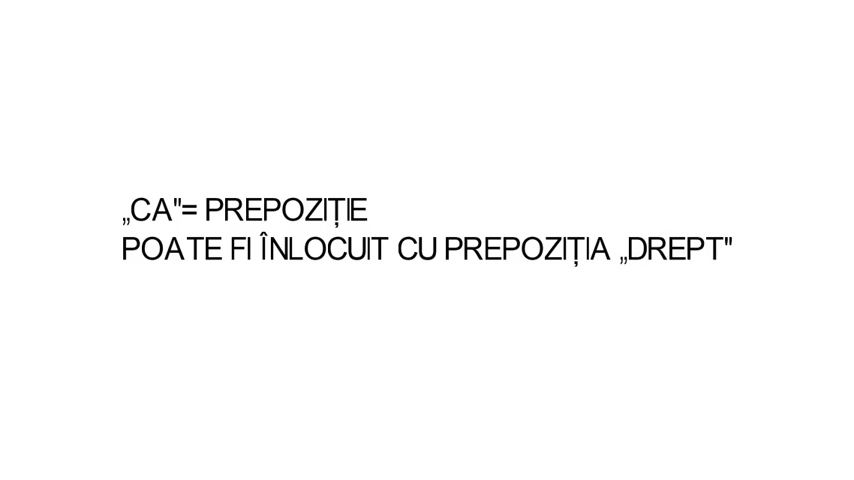 „CA"= PREPOZIȚIE
POATE FI ÎNLOCUIT CU PREPOZIȚIA „DREPT"